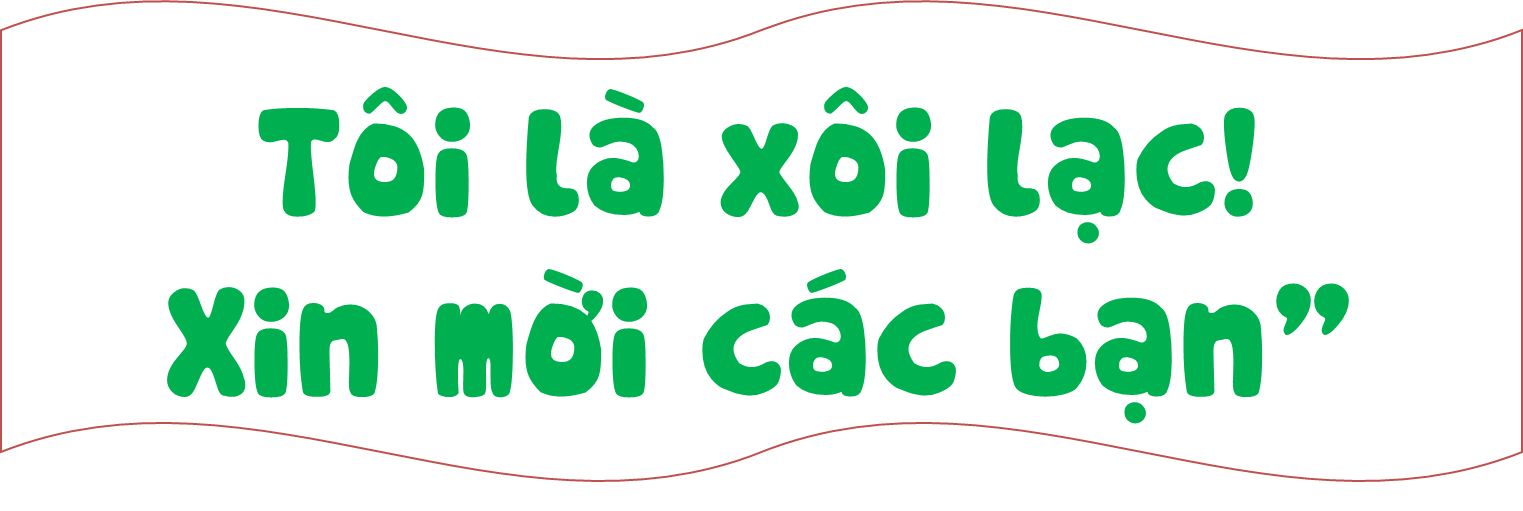 Tôi là xôi lạc!
Xin mời các bạn”